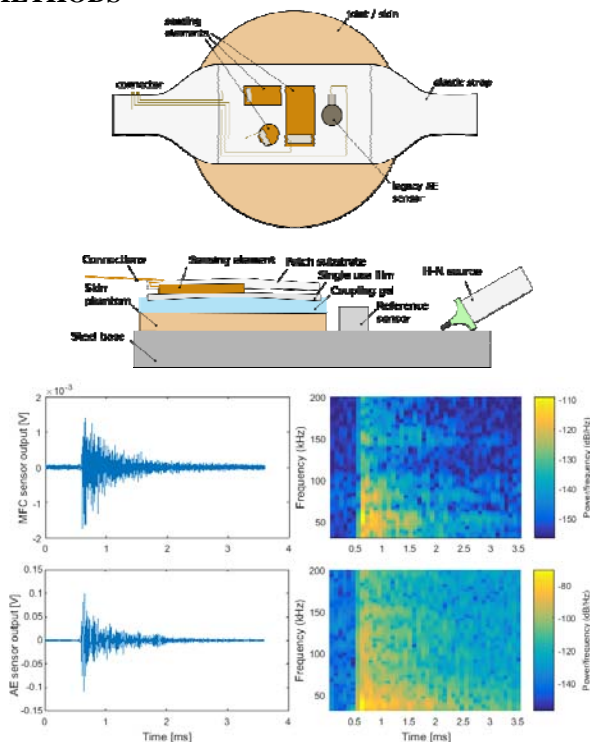 METHODS
joint / skin
sensing
elements
connector
elastic strap
legacy AE
sensor
Connections
Sensing element
Patch substrate
Single use film
Coupling gel
H-N source
Skin
phantom
Reference
sensor
Steel base
×10⁻³
MFC sensor output [V]
2
1
0
-1
-2
0 1 2 3 4
Frequency (kHz)
200
150
100
50
0.5 1 1.5 2 2.5 3 3.5
-110
-120
-130
-140
-150
Power/frequency (dB/Hz)
AE sensor output [V]
0.15
0.1
0.05
0
-0.05
-0.1
-0.15
0 1 2 3 4
Time [ms]
Frequency (kHz)
200
150
100
50
0.5 1 1.5 2 2.5 3 3.5
Time [ms]
-80
-100
-120
-140
Power/frequency (dB/Hz)